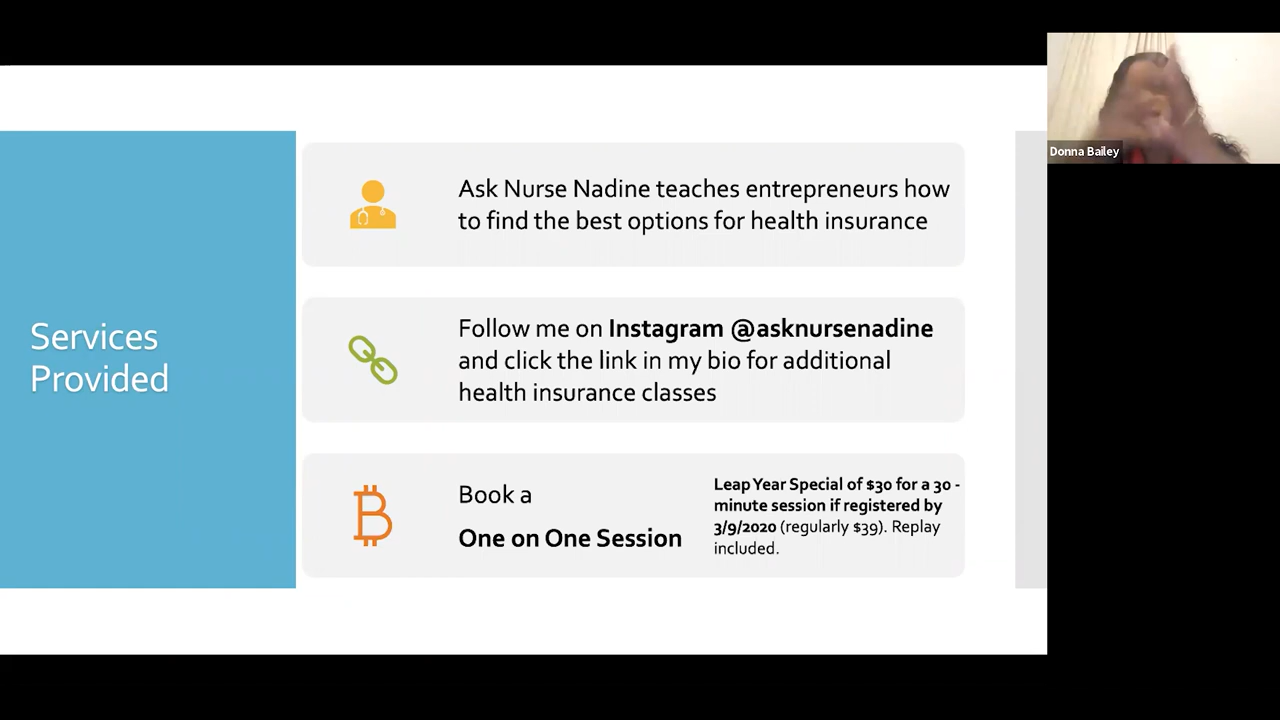 Services
Provided
Ask Nurse Nadine teaches entrepreneurs how
to find the best options for health insurance
Follow me on Instagram @asknursenadine
and click the link in my bio for additional
health insurance classes
Book a
One on One Session
Leap Year Special of $30 for a 30 -
minute session if registered by
3/9/2020 (regularly $39). Replay
included.
Donna Bailey